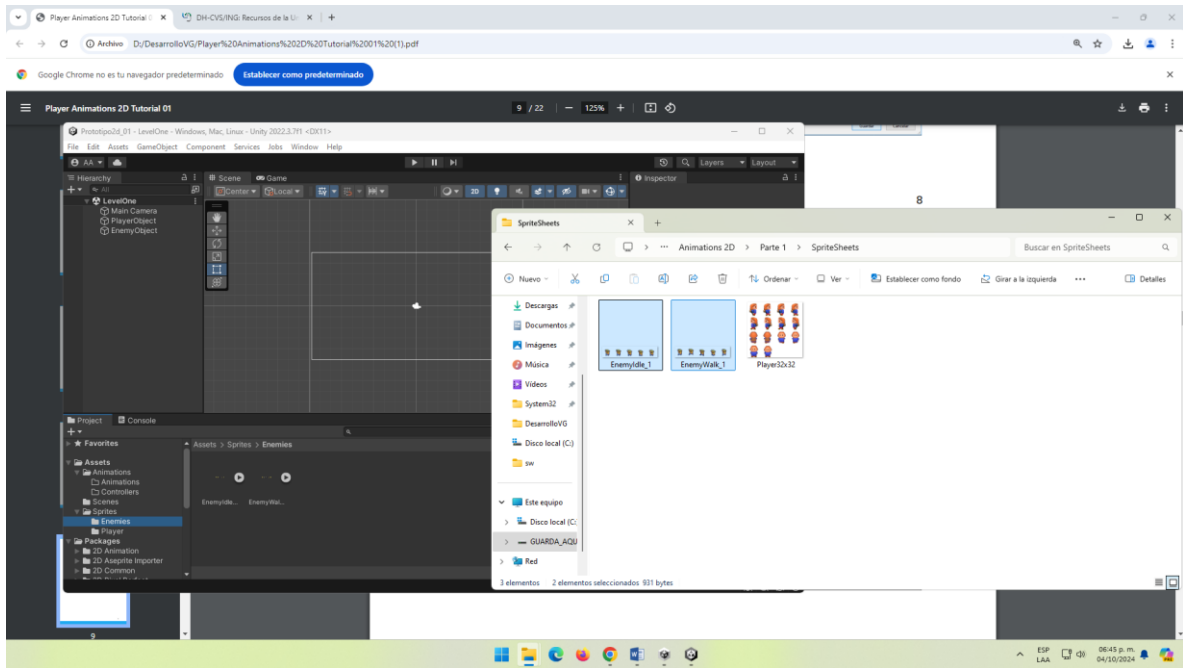 Player Animations 2D Tutorial 0
DH-CVS/ING: Recursos de la Un
Archivo D:/DesarrolloVG/Player%20Animations%202D%20Tutorial%2001%20(1).pdf
Google Chrome no es tu navegador predeterminado Establecer como predeterminado
Player Animations 2D Tutorial 01 9 / 22 125%
Prototipo2d_01 - LevelOne - Windows, Mac, Linux - Unity 2022.3.7f1 <DX11>
File Edit Assets GameObject Component Services Jobs Window Help
AA Layers Layout
Hierarchy Scene Game Inspector
All Center Local 2D
LevelOne
Main Camera
PlayerObject
EnemyObject
8
SpriteSheets
Animations 2D > Parte 1 > SpriteSheets Buscar en SpriteSheets
Nuevo Ordenar Ver Establecer como fondo Girar a la izquierda Detalles
Descargas
Documentos
Imágenes
Música
Vídeos
System32
DesarrolloVG
Disco local (C:)
sw
Este equipo
Disco local (C:
GUARDA_AQU
Red
EnemyIdle_1 EnemyWalk_1 Player32x32
3 elementos 2 elementos seleccionados 931 bytes
Project Console
Favorites
Assets
Animations
Animations
Controllers
Scenes
Sprites
Enemies
Player
Packages
2D Animation
2D Aseprite Importer
2D Common
Assets > Sprites > Enemies
EnemyIdle... EnemyWal...
9
ESP
LAA
06:45 p. m.
04/10/2024